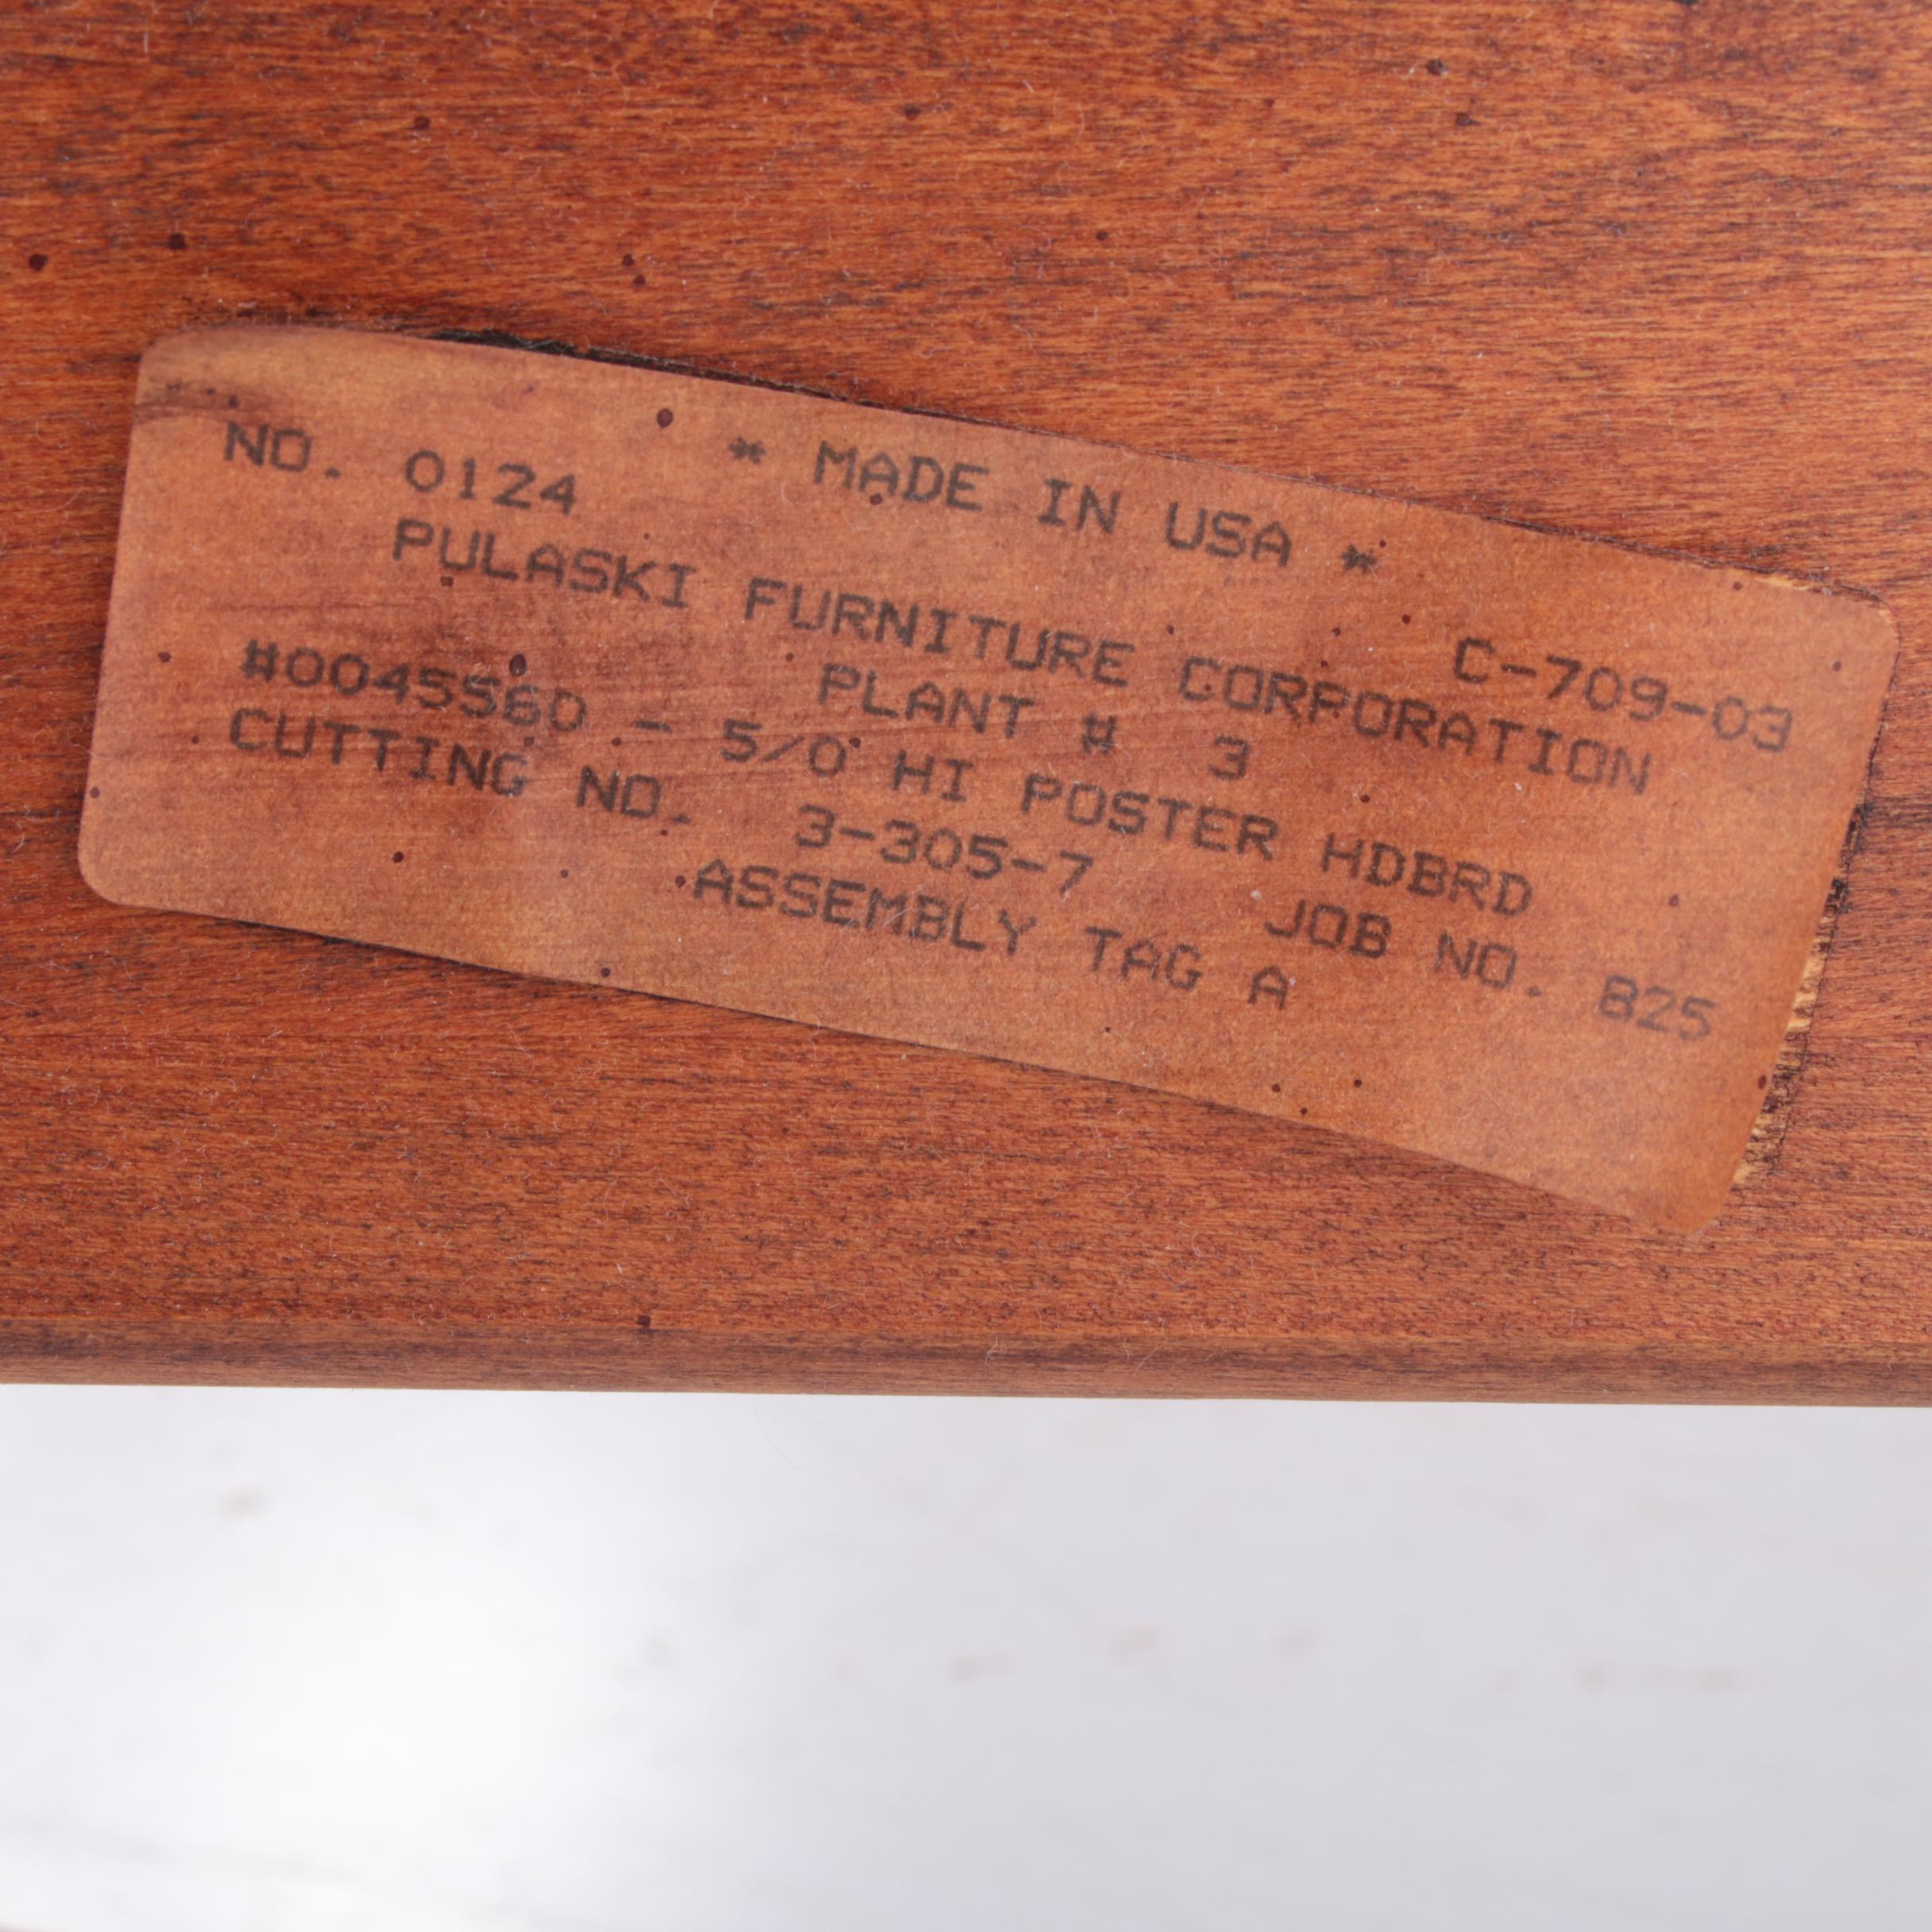 NO. 0124 * MADE IN USA * C-709-03
PULASKI FURNITURE CORPORATION
PLANT # 3
#0045560 - 5/0 HI POSTER HDBRD
CUTTING NO. 3-305-7 JOB NO. 825
ASSEMBLY TAG A